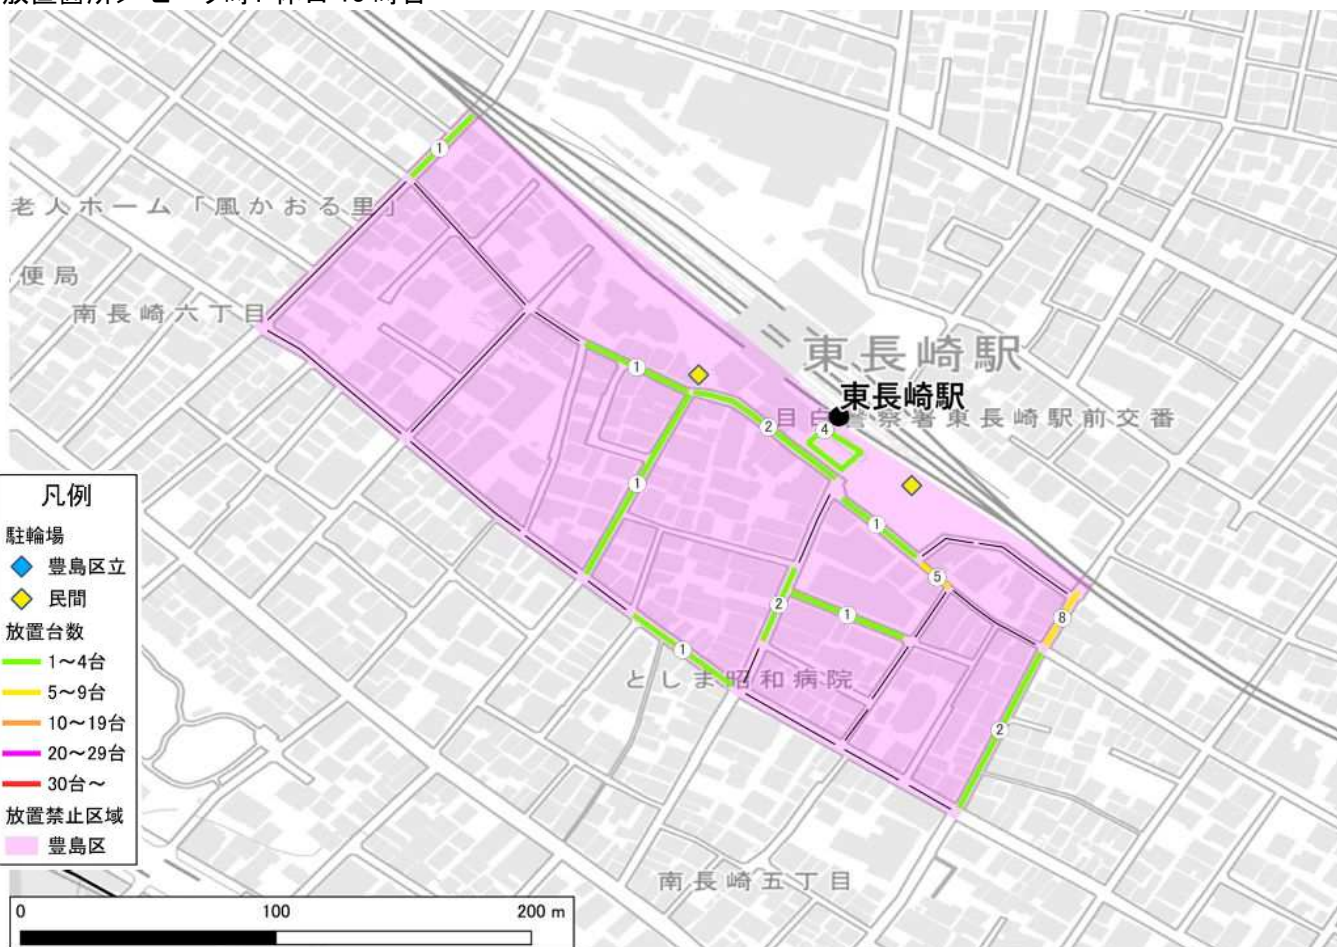 老人ホーム「風かおる里」
便局
南長崎六丁目
東長崎駅
東長崎駅
目白警察署東長崎駅前交番
としま昭和病院
南長崎五丁目
1
1
2
4
1
1
5
2
1
8
1
2
凡例
駐輪場
豊島区立
民間
放置台数
1～4台
5～9台
10～19台
20～29台
30台～
放置禁止区域
豊島区
0 100 200 m